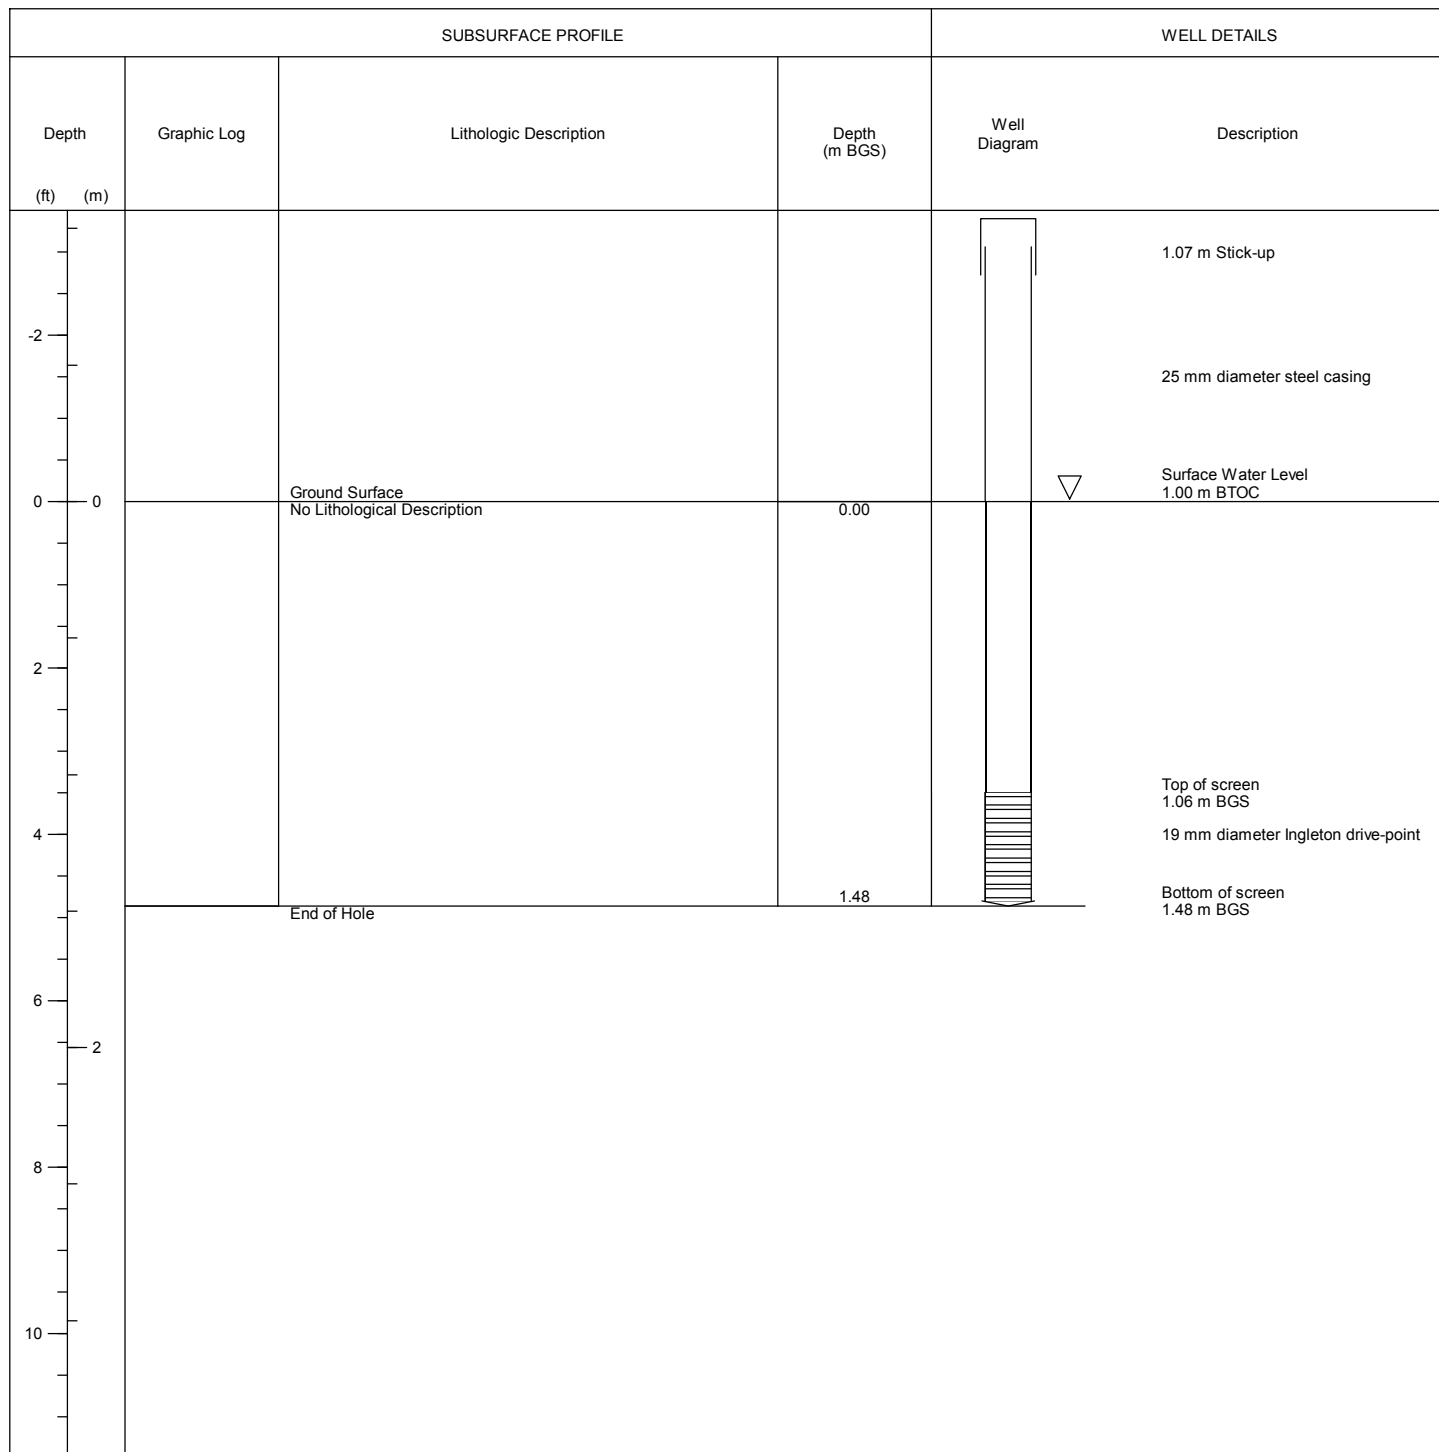 SUBSURFACE PROFILE
WELL DETAILS
Depth
Graphic Log
Lithologic Description
Depth
(m BGS)
Well
Diagram
Description
(ft) (m)
1.07 m Stick-up
-2
25 mm diameter steel casing
Surface Water Level
1.00 m BTOC
0 0
Ground Surface
No Lithological Description
0.00
2
Top of screen
1.06 m BGS
4
19 mm diameter Ingleton drive-point
1.48
Bottom of screen
1.48 m BGS
End of Hole
6
2
8
10